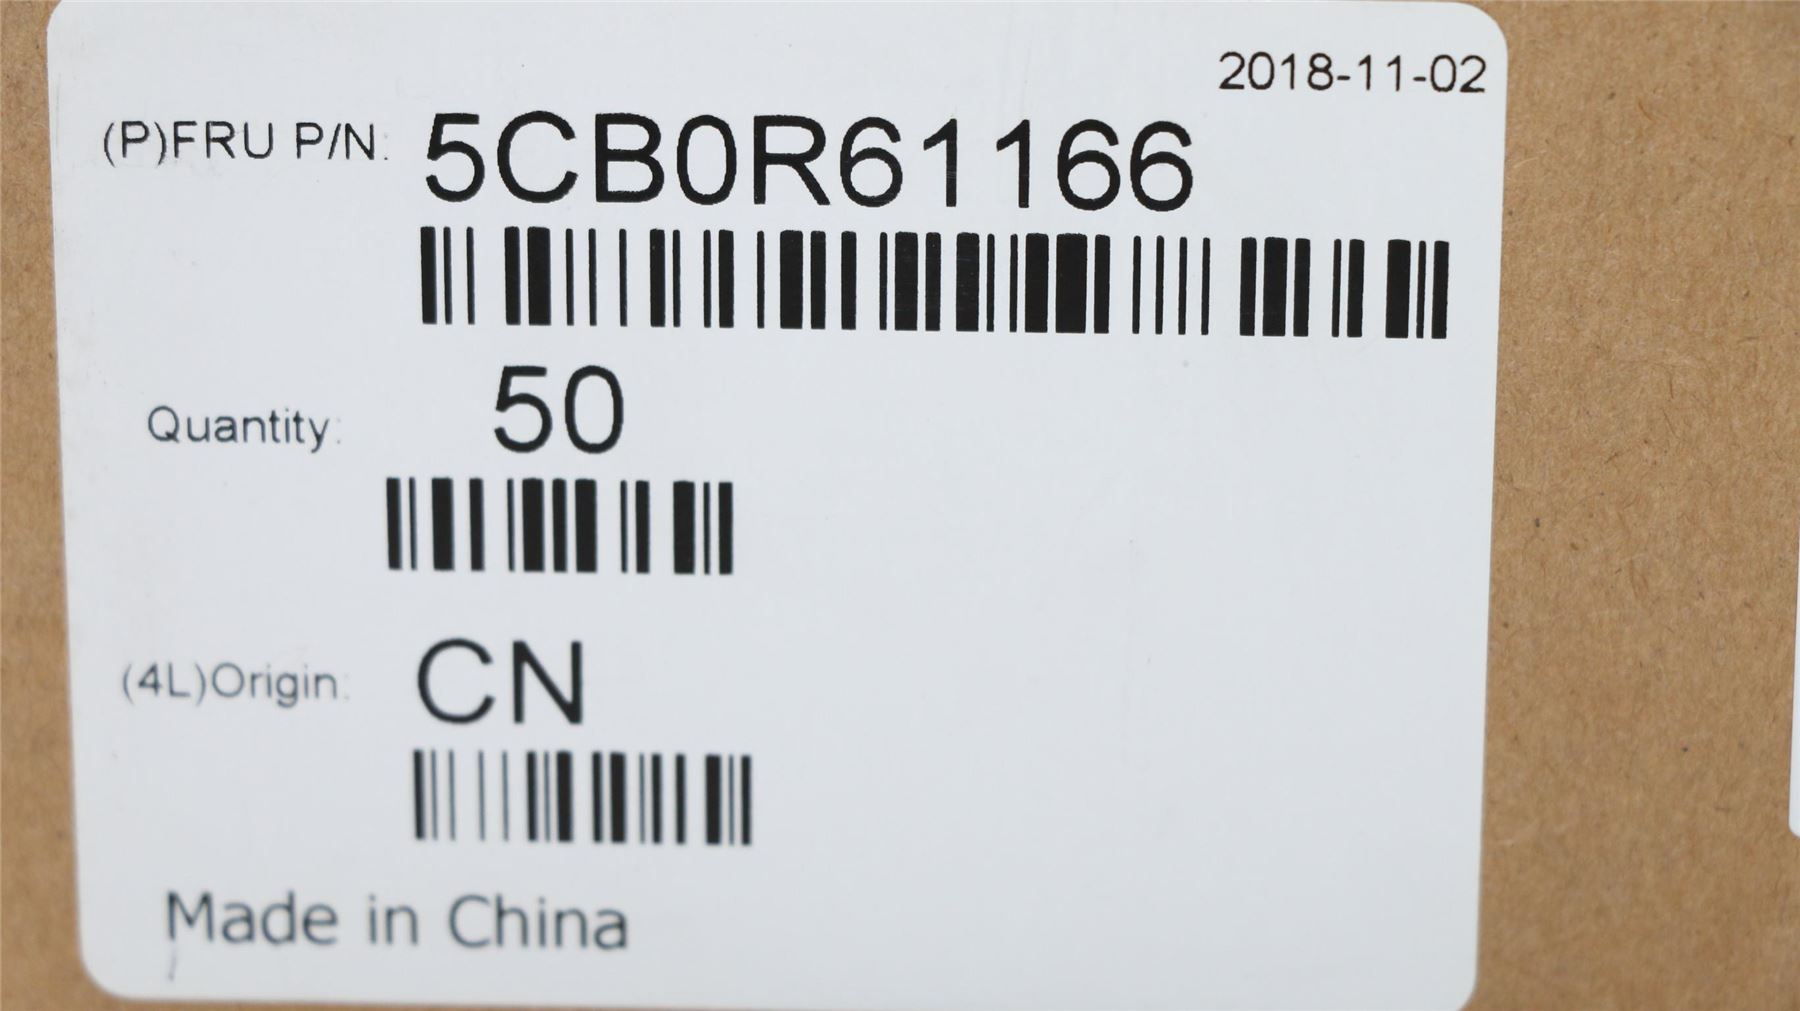 2018-11-02
(P)FRU P/N: 5CB0R61166
Quantity: 50
(4L)Origin: CN
Made in China